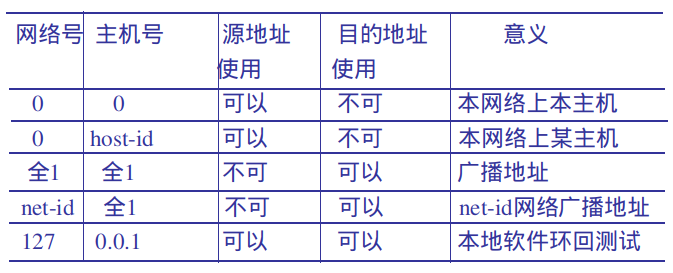 网络号 主机号 源地址使用 目的地址使用 意义
0 0 可以 不可 本网络上本主机
0 host-id 可以 不可 本网络上某主机
全1 全1 不可 可以 广播地址
net-id 全1 不可 可以 net-id网络广播地址
127 0.0.1 可以 可以 本地软件环回测试